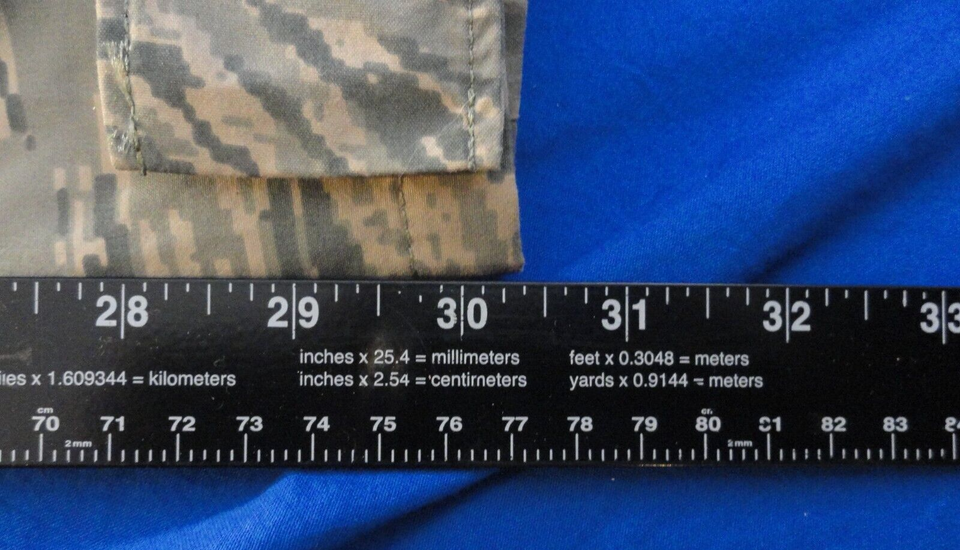 28 29 30 31 32 33
inches x 25.4 = millimeters feet x 0.3048 = meters
x 1.609344 = kilometers inches x 2.54 = centimeters yards x 0.9144 = meters
cm
70 71 72 73 74 75 76 77 78 79 80 81 82 83
2mm 2mm